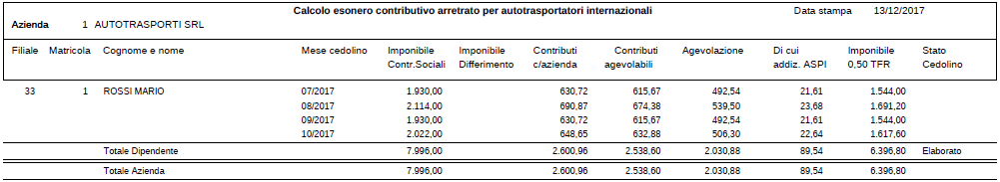 Calcolo esonero contributivo arretrato per autotrasportatori internazionali Data stampa 13/12/2017
Azienda 1 AUTOTRASPORTI SRL
Filiale Matricola Cognome e nome Mese cedolino Imponibile Imponibile Contributi Contributi Agevolazione Di cui Imponibile Stato
Contr.Sociali Differimento c/azienda agevolabili addiz. ASPI 0,50 TFR Cedolino
33 1 ROSSI MARIO 07/2017 1.930,00 630,72 615,67 492,54 21,61 1.544,00
08/2017 2.114,00 690,87 674,38 539,50 23,68 1.691,20
09/2017 1.930,00 630,72 615,67 492,54 21,61 1.544,00
10/2017 2.022,00 648,65 632,88 506,30 22,64 1.617,60
Totale Dipendente 7.996,00 2.600,96 2.538,60 2.030,88 89,54 6.396,80 Elaborato
Totale Azienda 7.996,00 2.600,96 2.538,60 2.030,88 89,54 6.396,80